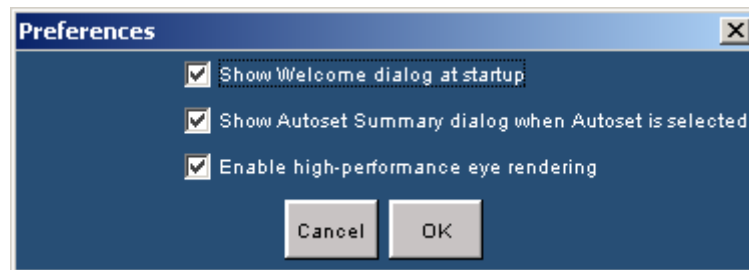 Preferences
Show Welcome dialog at startup
Show Autoset Summary dialog when Autoset is selected
Enable high-performance eye rendering
Cancel OK